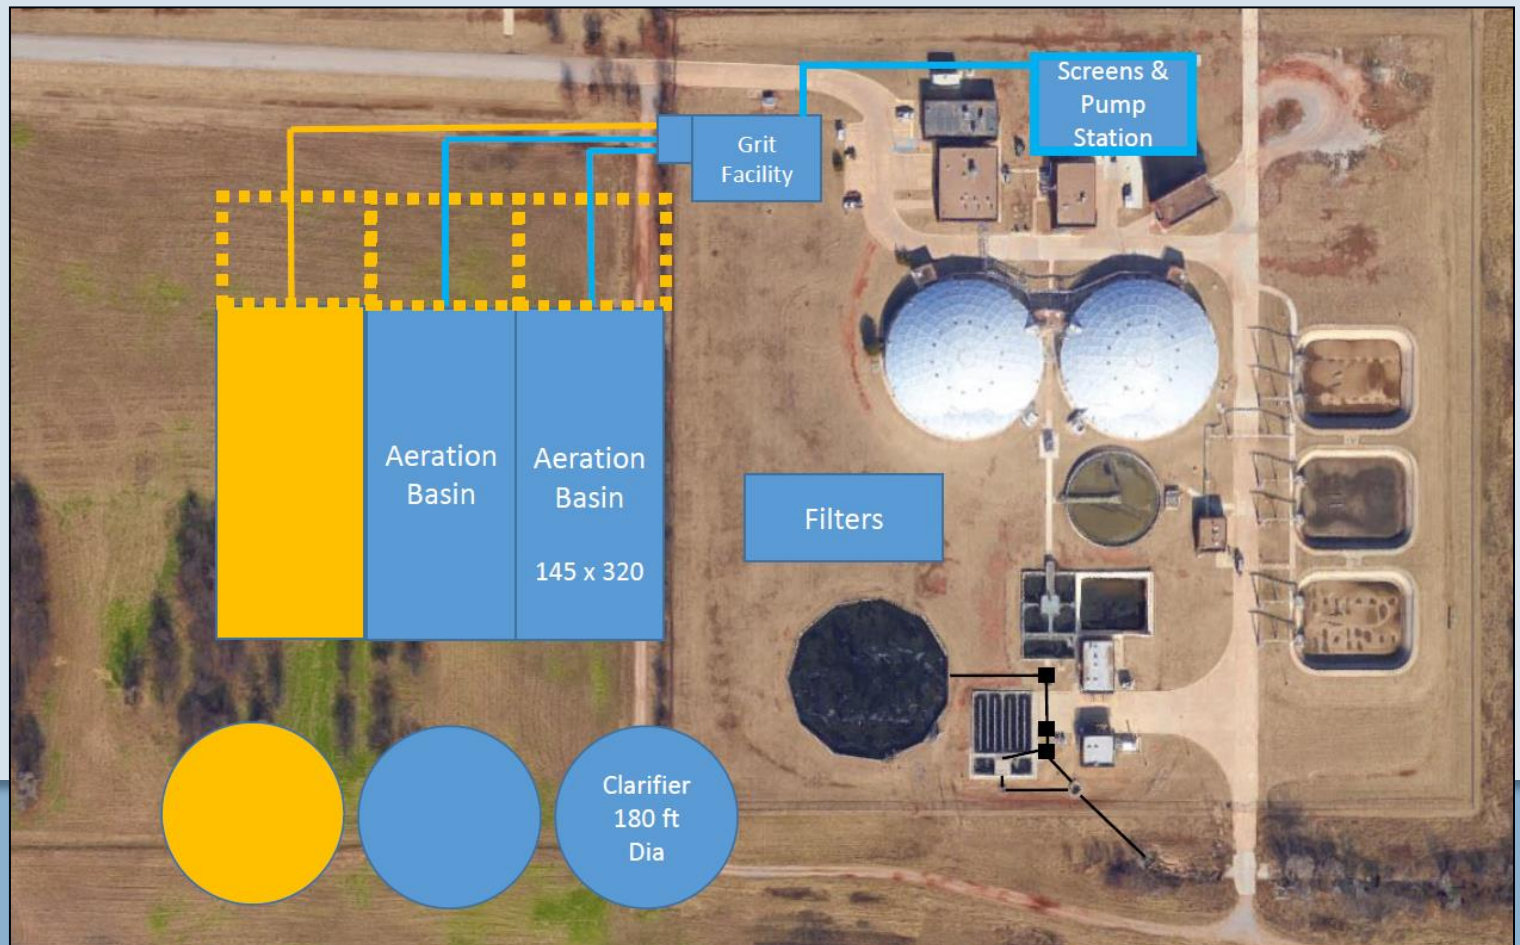 Screens &
Pump
Station
Grit
Facility
Aeration
Basin
Aeration
Basin
145 x 320
Filters
Clarifier
180 ft
Dia